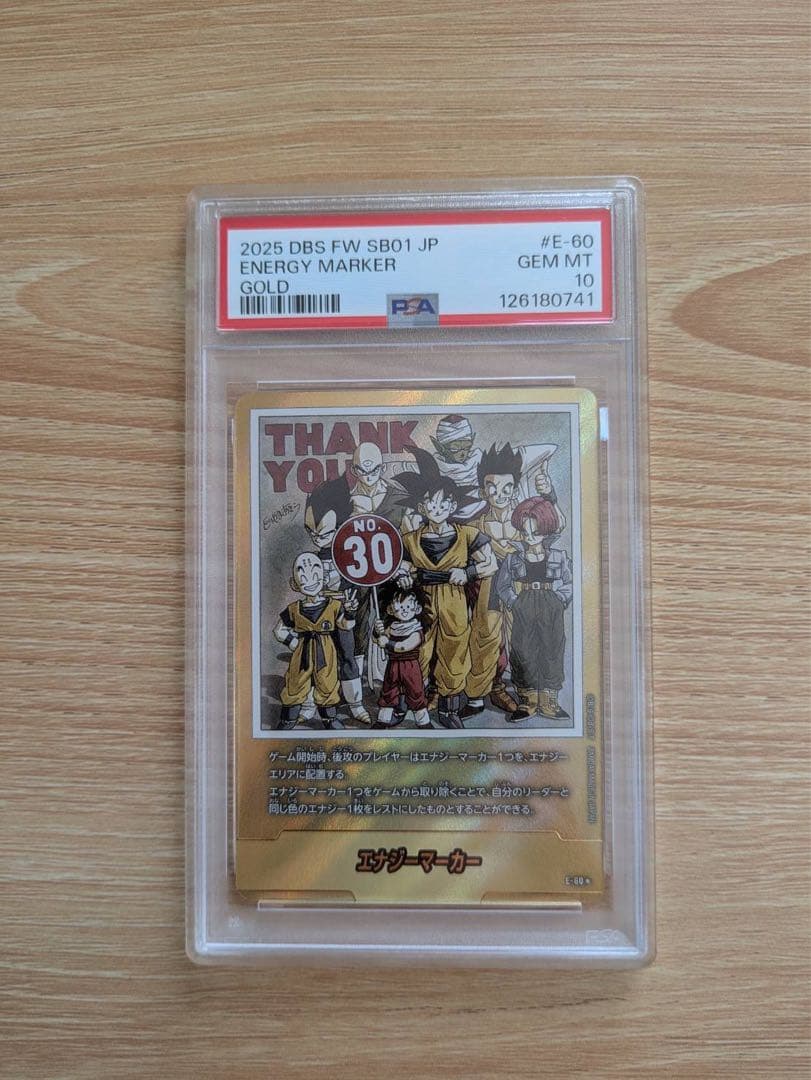 2025 DBS FW SB01 JP
#E-60
ENERGY MARKER
GEM MT
GOLD
10
PSA
126180741
THANK
YOU
NO.
30
ゲーム開始時、後攻のプレイヤーはエナジーマーカー1つを、エナジー
エリアに配置する
エナジーマーカー1つをゲームから取り除くことで、自分のリーダーと
同じ色のエナジー1枚をレストにしたものとすることができる。
エナジーマーカー
E-60★